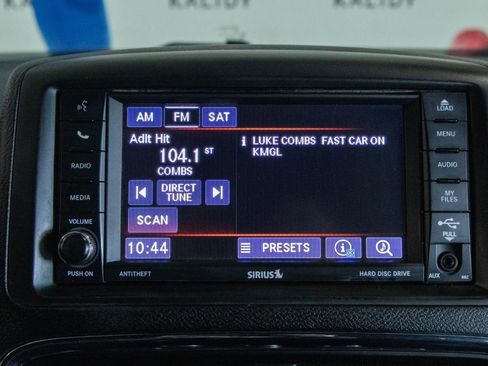 KALIDY
KALIDY
AM FM SAT
Adlt Hit
104.1 ST
COMBS
DIRECT
TUNE
SCAN
i LUKE COMBS FAST CAR ON
KMGL
10:44
PRESETS
RADIO
MEDIA
VOLUME
PUSH ON
ANTITHEFT
SIRIUS
HARD DISC DRIVE
LOAD
MENU
AUDIO
MY
FILES
PULL
AUX